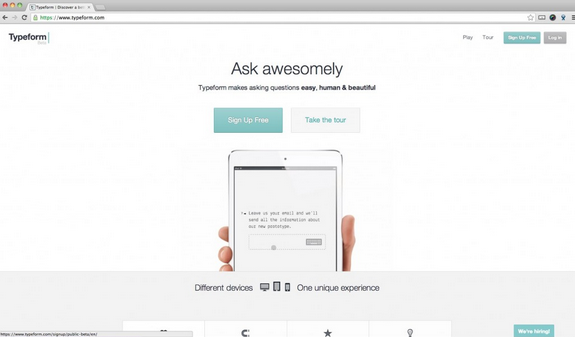 Typeform | Discover a be
https://www.typeform.com
Typeform
Play
Tour
Sign Up Free
Log in
Ask awesomely
Typeform makes asking questions easy, human & beautiful
Sign Up Free
Take the tour
Leave us your email and we'll
send all the information about
our new prototype.
Different devices
One unique experience
We're hiring!
https://www.typeform.com/signup/public-beta/en/